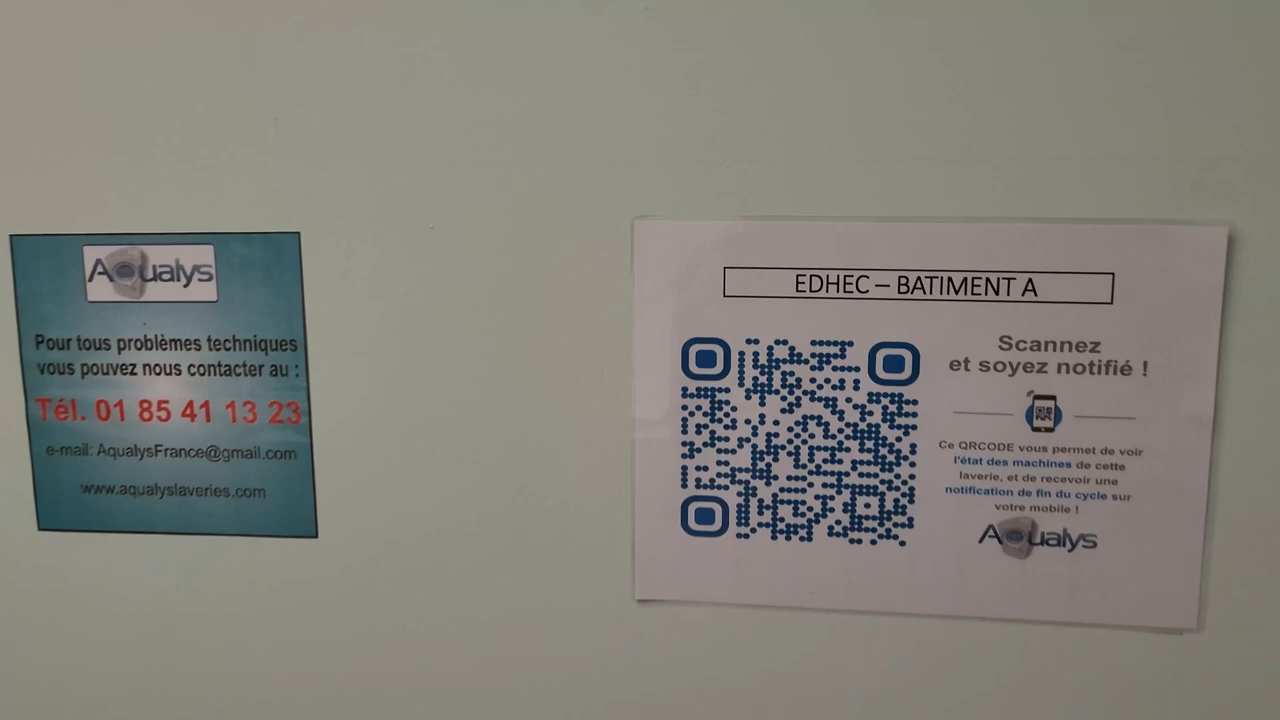 Aqualys
Pour tous problèmes techniques
vous pouvez nous contacter au :
Tél. 01 85 41 13 23
e-mail: AqualysFrance@gmail.com
www.aqualyslaveries.com
EDHEC – BATIMENT A
Scannez
et soyez notifié !
Ce QRCODE vous permet de voir
l'état des machines de cette
laverie, et de recevoir une
notification de fin du cycle sur
votre mobile !
Aqualys